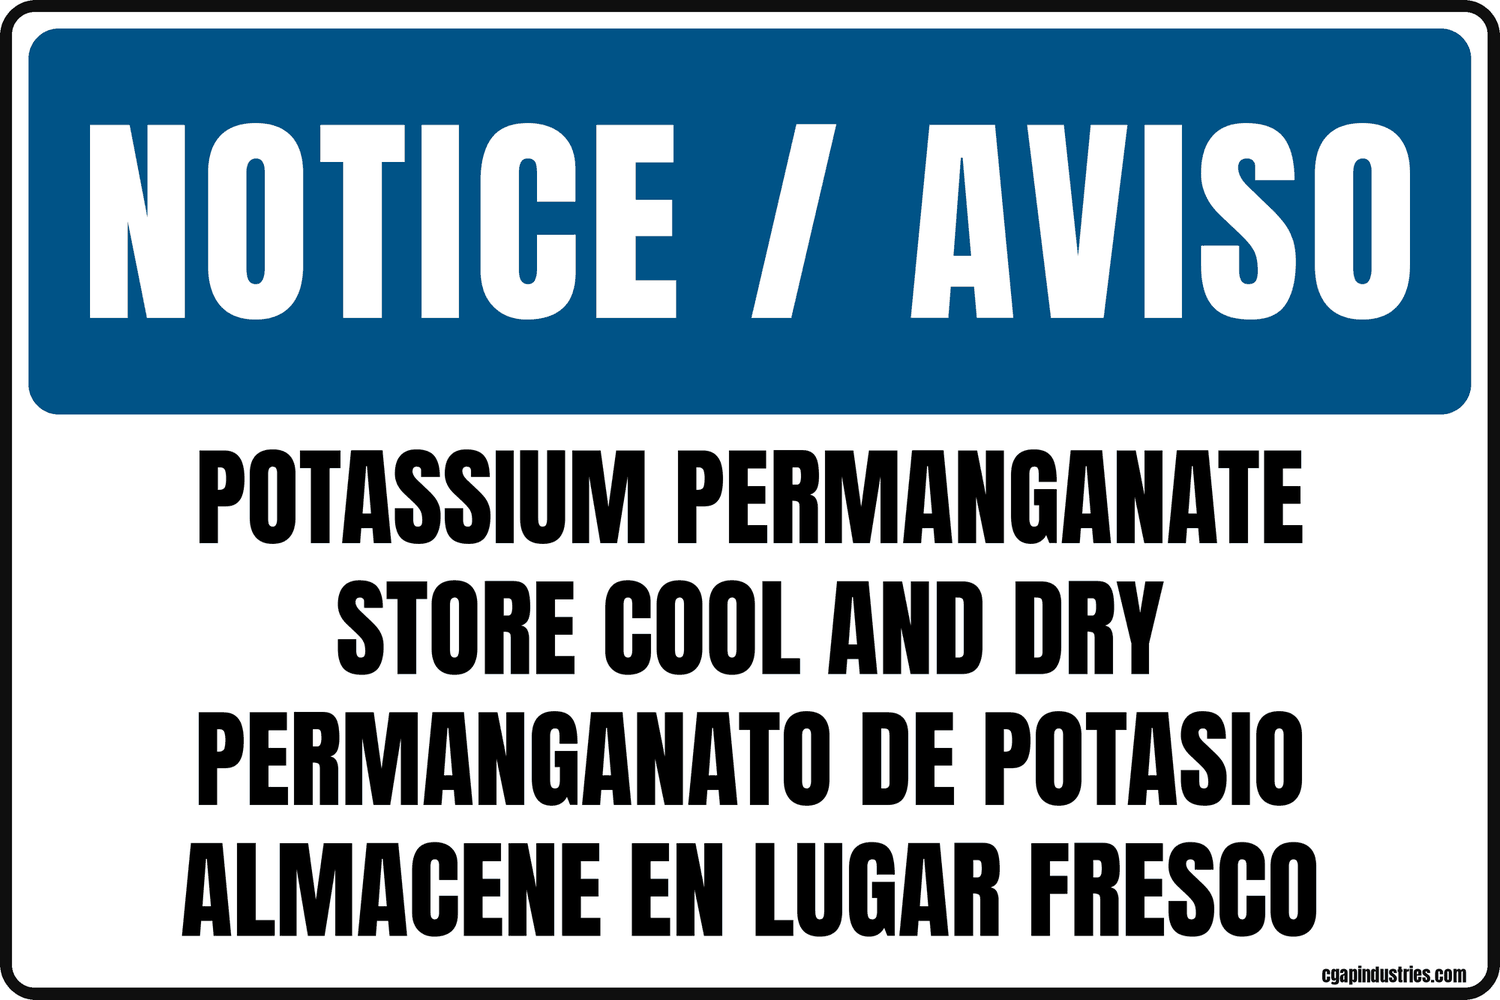 NOTICE / AVISO
POTASSIUM PERMANGANATE
STORE COOL AND DRY
PERMANGANATO DE POTASIO
ALMACENE EN LUGAR FRESCO
cgapindustries.com